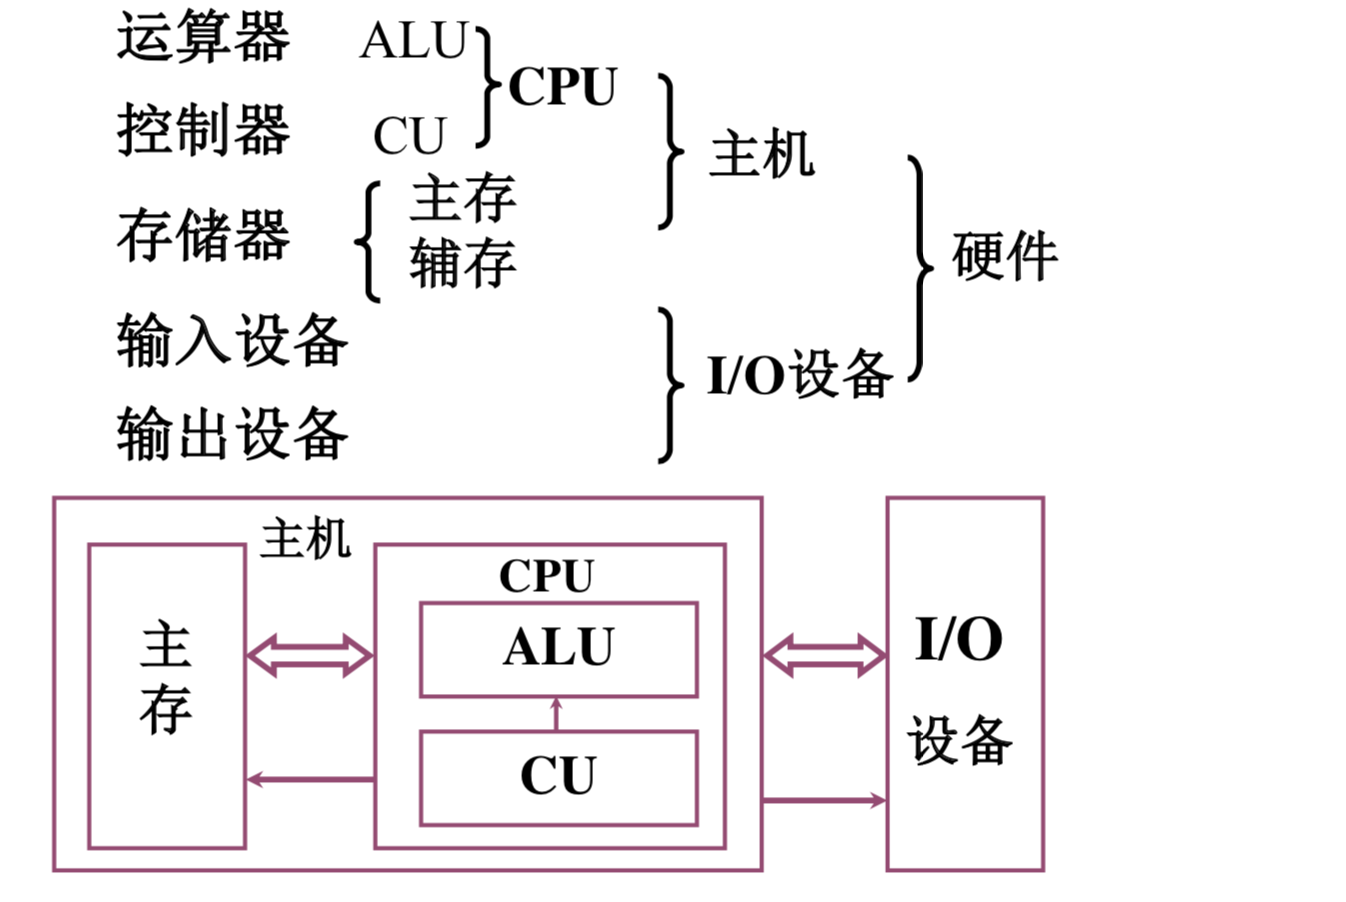 运算器 ALU
CPU
控制器 CU
主机
存储器 主存
辅存
硬件
输入设备
I/O设备
输出设备
主机
CPU
主存
ALU
CU
I/O
设备